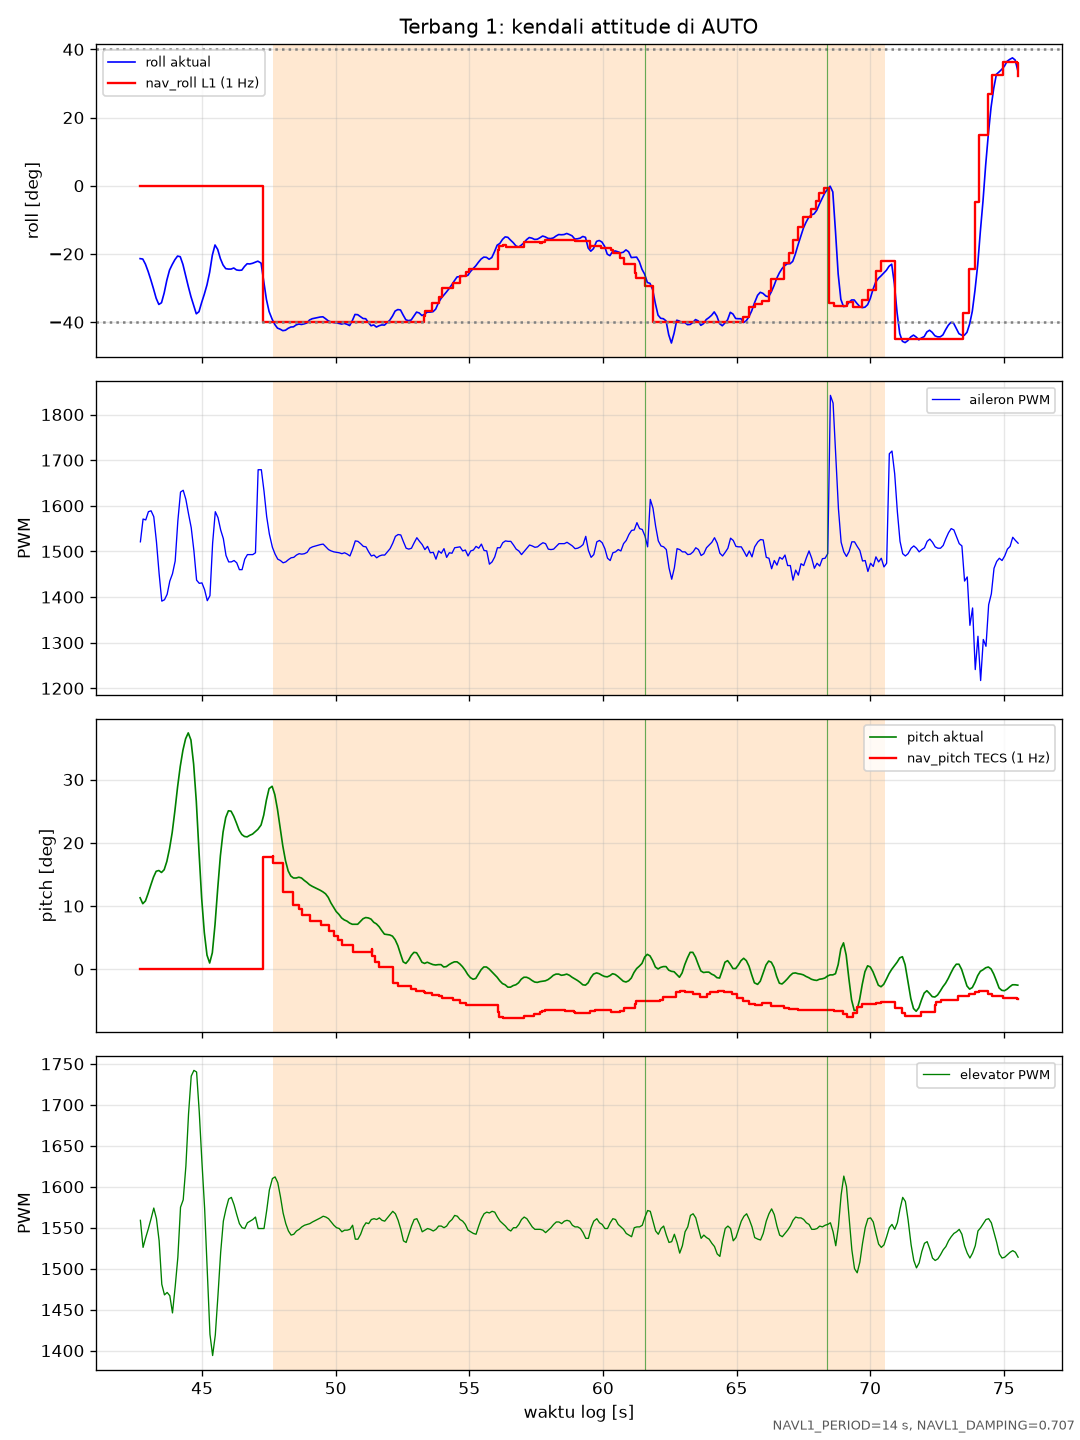 Terbang 1: kendali attitude di AUTO
40
20
0
−20
−40
roll [deg]
roll aktual
nav_roll L1 (1 Hz)
1800
1700
1600
1500
1400
1300
1200
PWM
aileron PWM
30
20
10
0
pitch [deg]
pitch aktual
nav_pitch TECS (1 Hz)
1750
1700
1650
1600
1550
1500
1450
1400
PWM
elevator PWM
45 50 55 60 65 70 75
waktu log [s]
NAVL1_PERIOD=14 s, NAVL1_DAMPING=0.707